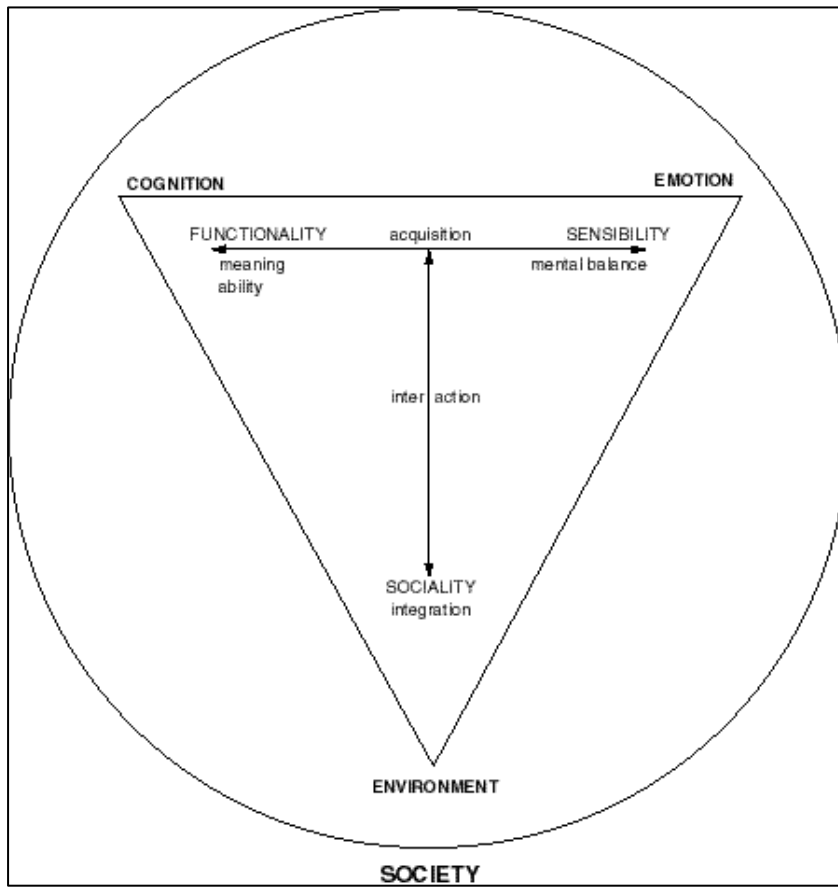 COGNITION
EMOTION
FUNCTIONALITY acquisition SENSIBILITY
meaning mental balance
ability
inter action
SOCIALITY
integration
ENVIRONMENT
SOCIETY